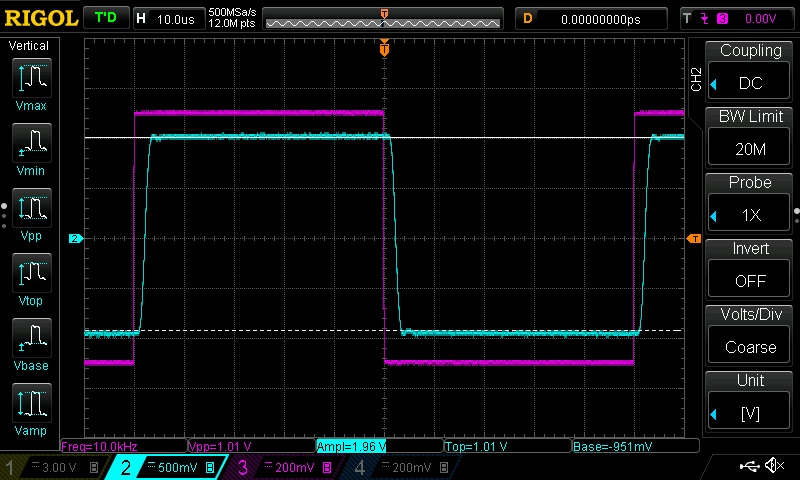 RIGOL T'D H 10.0us 500MSa/s D 0.00000000ps T 3 0.00V
12.0M pts
T
Vertical
Vmax
Vmin
Vpp
Vtop
Vbase
Vamp
2
T
CH2
Coupling
DC
BW Limit
20M
Probe
1X
Invert
OFF
Volts/Div
Coarse
Unit
[V]
Freq=10.0kHz Vpp=1.01 V Ampl=1.96 V Top=1.01 V Base=-951mV
1 3.00 V B 2 500mV B 3 200mV B 4 200mV B